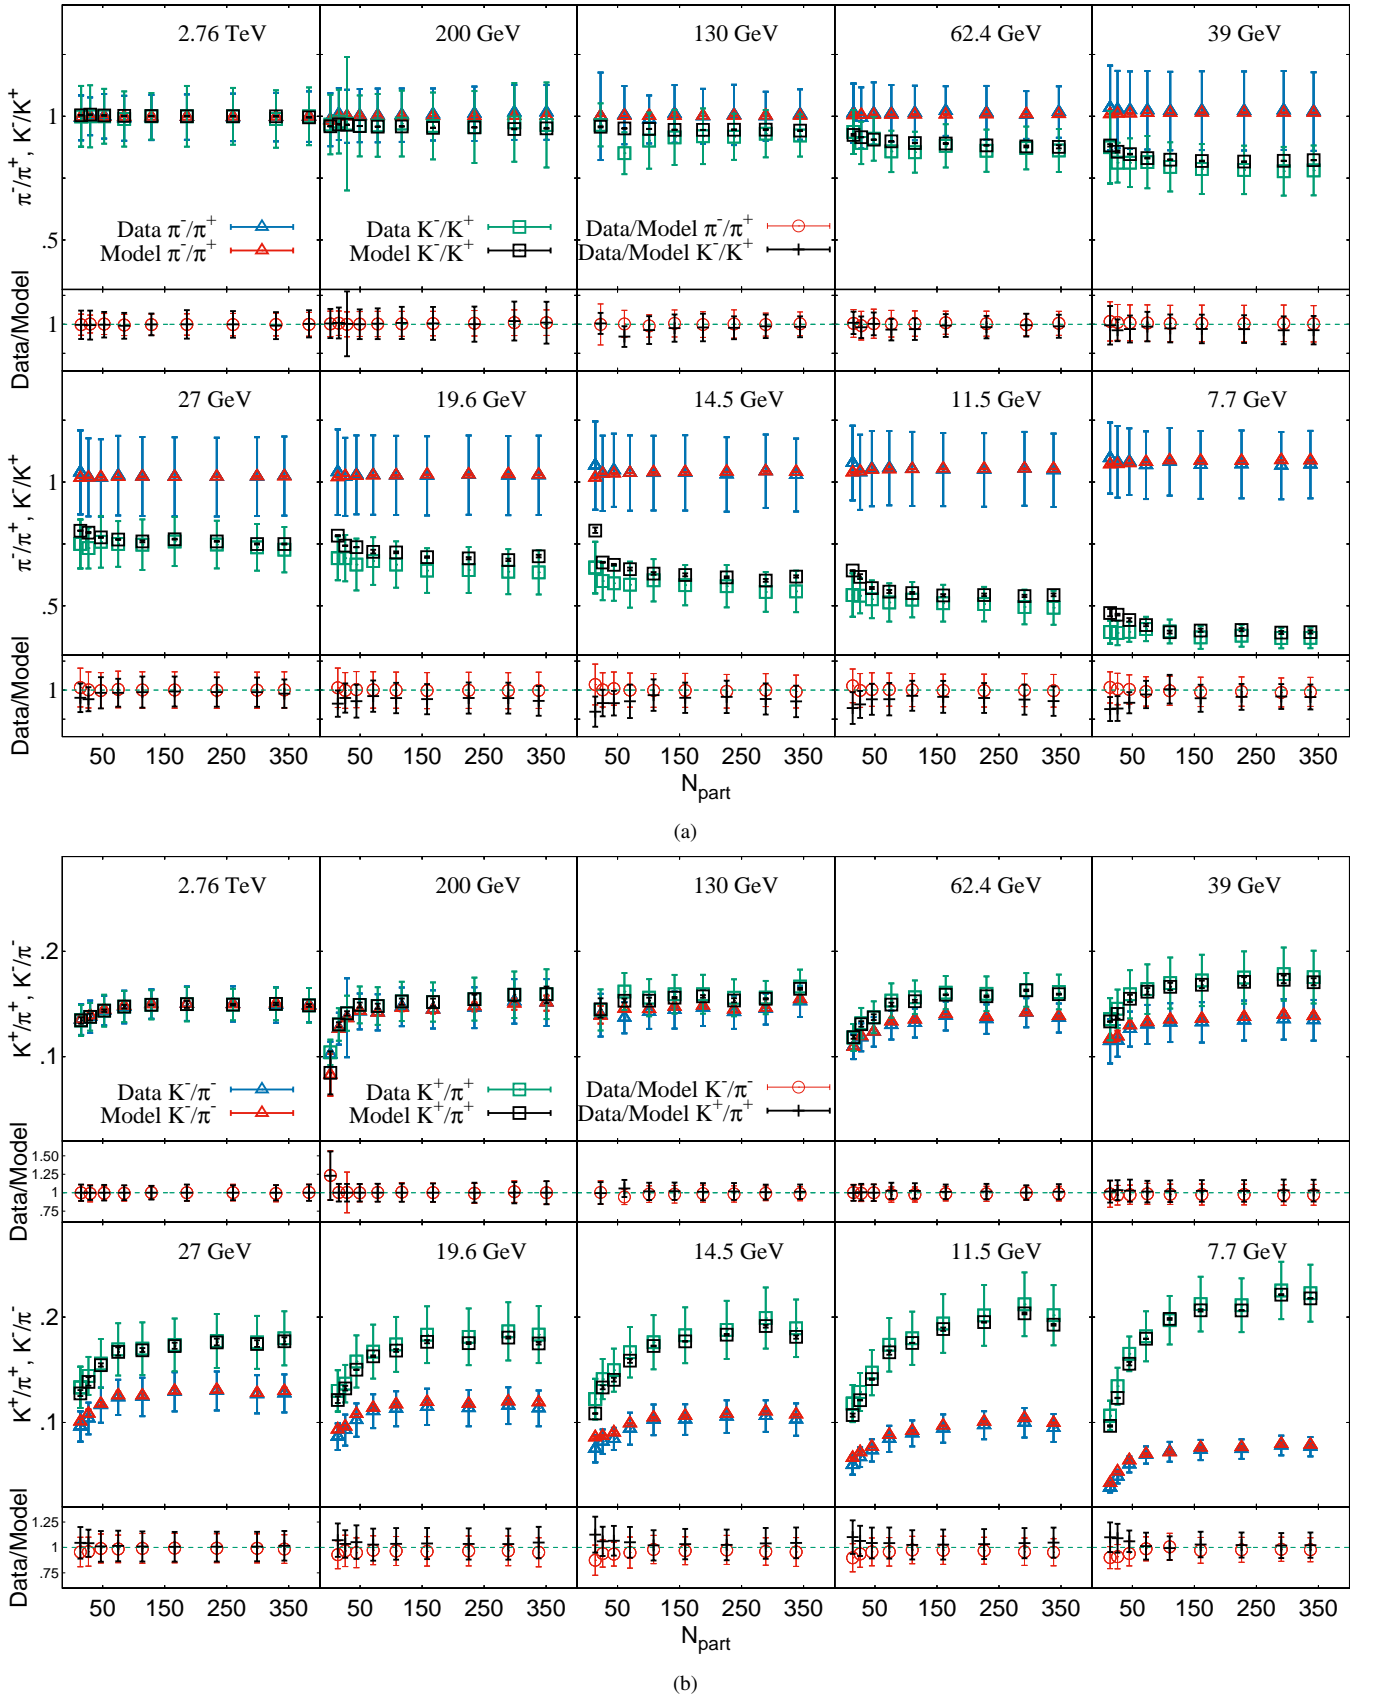 2.76 TeV 200 GeV 130 GeV 62.4 GeV 39 GeV
π⁻/π⁺, K⁻/K⁺
1
.5
Data π⁻/π⁺ Data K⁻/K⁺ Data/Model π⁻/π⁺
Model π⁻/π⁺ Model K⁻/K⁺ Data/Model K⁻/K⁺
Data/Model
1
27 GeV 19.6 GeV 14.5 GeV 11.5 GeV 7.7 GeV
π⁻/π⁺, K⁻/K⁺
1
.5
Data/Model
1
50 150 250 350 50 150 250 350 50 150 250 350 50 150 250 350 50 150 250 350
N_part
(a)
2.76 TeV 200 GeV 130 GeV 62.4 GeV 39 GeV
K⁺/π⁺, K⁻/π⁻
.2
.1
Data K⁻/π⁻ Data K⁺/π⁺ Data/Model K⁻/π⁻
Model K⁻/π⁻ Model K⁺/π⁺ Data/Model K⁺/π⁺
Data/Model
1.50
1.25
1
.75
27 GeV 19.6 GeV 14.5 GeV 11.5 GeV 7.7 GeV
K⁺/π⁺, K⁻/π⁻
.2
.1
Data/Model
1.25
1
.75
50 150 250 350 50 150 250 350 50 150 250 350 50 150 250 350 50 150 250 350
N_part
(b)